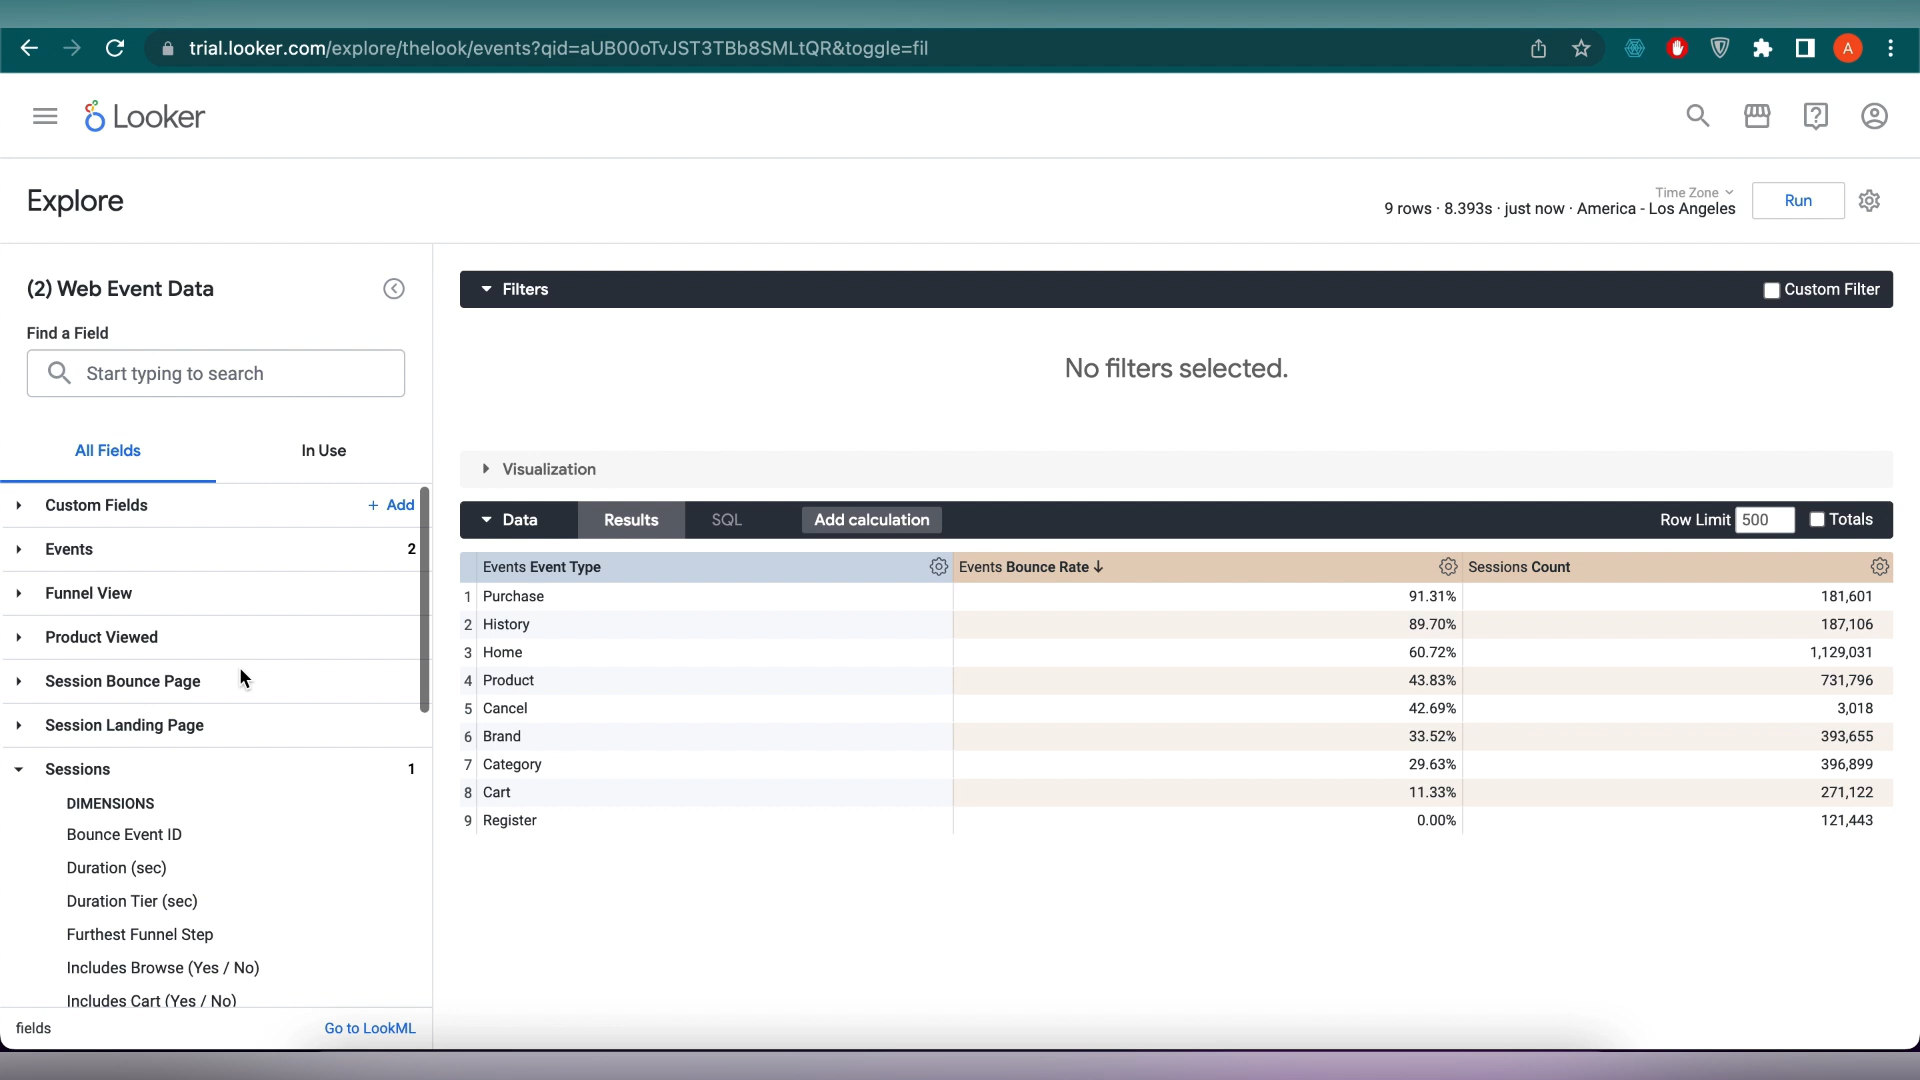 trial.looker.com/explore/thelook/events?qid=aUB00oTvJST3TBb8SMLtQR&toggle=fil
A
Looker
Explore
Time Zone
9 rows · 8.393s · just now · America - Los Angeles
Run
(2) Web Event Data
Find a Field
Start typing to search
All Fields
In Use
Custom Fields
+ Add
Events 2
Funnel View
Product Viewed
Session Bounce Page
Session Landing Page
Sessions 1
DIMENSIONS
Bounce Event ID
Duration (sec)
Duration Tier (sec)
Furthest Funnel Step
Includes Browse (Yes / No)
Includes Cart (Yes / No)
fields
Go to LookML
Filters
Custom Filter
No filters selected.
Visualization
Data
Results
SQL
Add calculation
Row Limit 500
Totals
Events Event Type Events Bounce Rate ↓ Sessions Count
1 Purchase 91.31% 181,601
2 History 89.70% 187,106
3 Home 60.72% 1,129,031
4 Product 43.83% 731,796
5 Cancel 42.69% 3,018
6 Brand 33.52% 393,655
7 Category 29.63% 396,899
8 Cart 11.33% 271,122
9 Register 0.00% 121,443